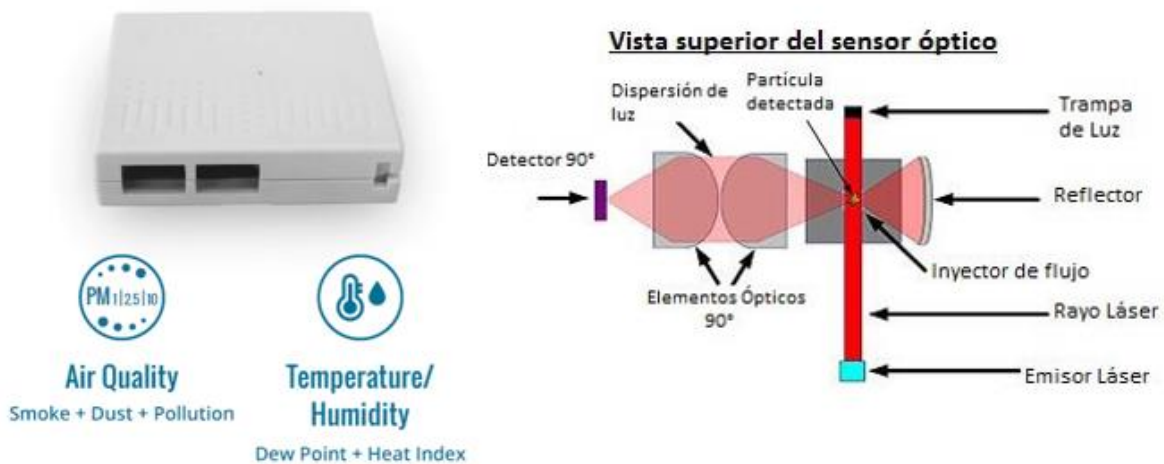 PM 1|2.5|10
Air Quality
Smoke + Dust + Pollution
Temperature/
Humidity
Dew Point + Heat Index
Vista superior del sensor óptico
Dispersión de
luz
Partícula
detectada
Trampa
de Luz
Detector 90°
Reflector
Inyector de flujo
Elementos Ópticos
90°
Rayo Láser
Emisor Láser